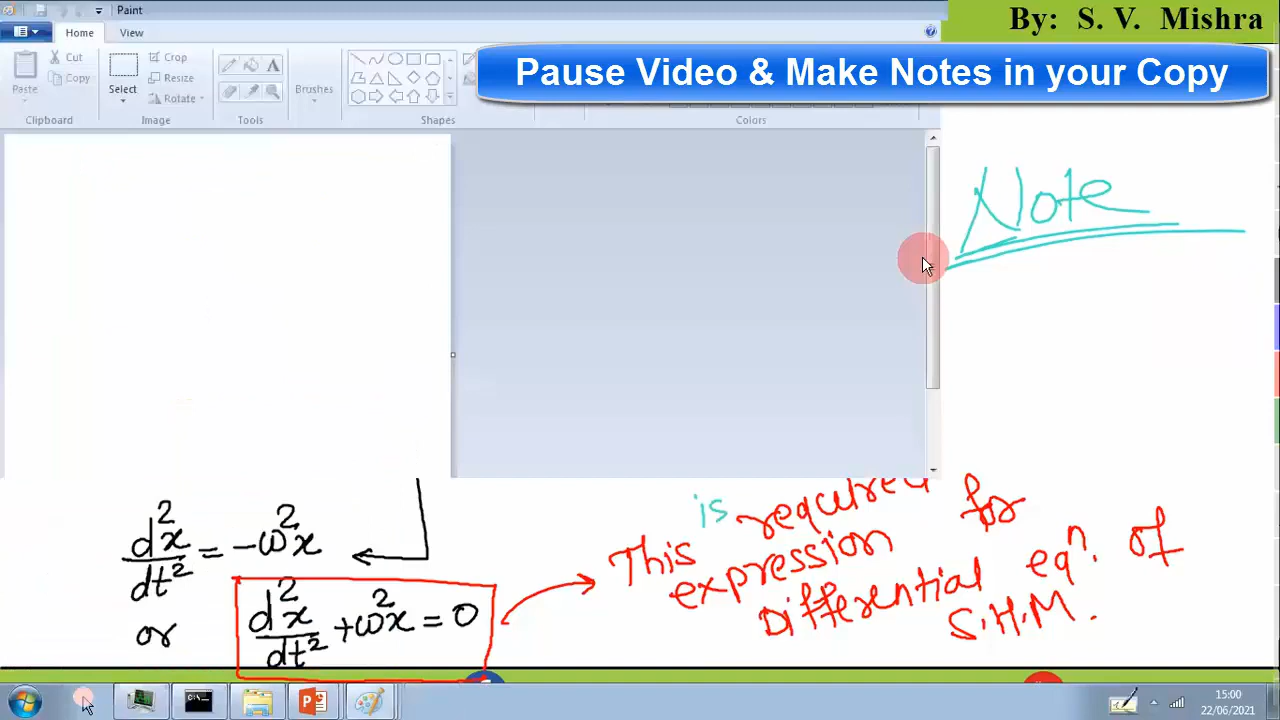 Paint
By: S. V. Mishra
Home View
Pause Video & Make Notes in your Copy
Cut
Copy
Paste
Crop
Resize
Rotate
Select
Brushes
Clipboard Image Tools Shapes Colors
Note
is required for
This expression
Differential eqn. of
S.H.M.
d²x/dt² = -ω²x
or d²x/dt² + ω²x = 0
15:00
22/06/2021